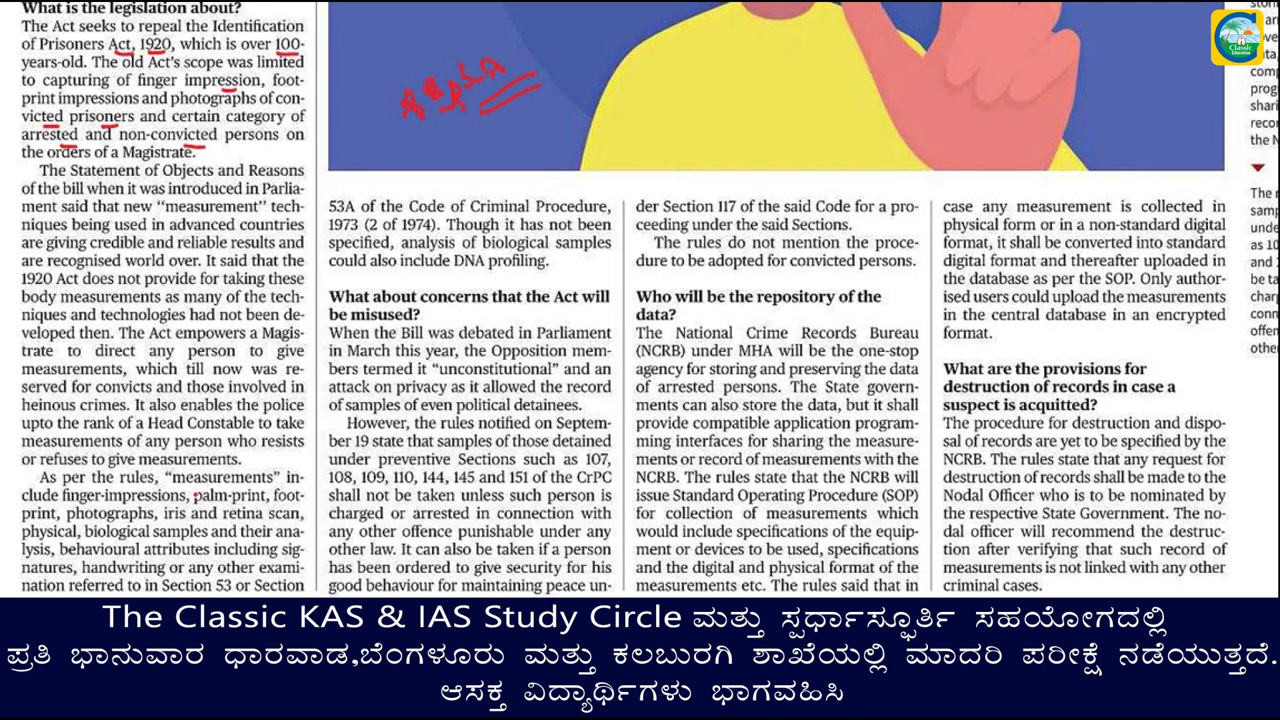 What is the legislation about?
The Act seeks to repeal the Identification
of Prisoners Act, 1920, which is over 100-
years-old. The old Act's scope was limited
to capturing of finger impression, foot-
print impressions and photographs of con-
victed prisoners and certain category of
arrested and non-convicted persons on
the orders of a Magistrate.
The Statement of Objects and Reasons
of the bill when it was introduced in Parlia-
ment said that new "measurement" tech-
niques being used in advanced countries
are giving credible and reliable results and
are recognised world over. It said that the
1920 Act does not provide for taking these
body measurements as many of the tech-
niques and technologies had not been de-
veloped then. The Act empowers a Magis-
trate to direct any person to give
measurements, which till now was re-
served for convicts and those involved in
heinous crimes. It also enables the police
upto the rank of a Head Constable to take
measurements of any person who resists
or refuses to give measurements.
As per the rules, "measurements" in-
clude finger-impressions, palm-print, foot-
print, photographs, iris and retina scan,
physical, biological samples and their ana-
lysis, behavioural attributes including sig-
natures, handwriting or any other exami-
nation referred to in Section 53 or Section
53A of the Code of Criminal Procedure,
1973 (2 of 1974). Though it has not been
specified, analysis of biological samples
could also include DNA profiling.
What about concerns that the Act will
be misused?
When the Bill was debated in Parliament
in March this year, the Opposition mem-
bers termed it "unconstitutional" and an
attack on privacy as it allowed the record
of samples of even political detainees.
However, the rules notified on Septem-
ber 19 state that samples of those detained
under preventive Sections such as 107,
108, 109, 110, 144, 145 and 151 of the CrPC
shall not be taken unless such person is
charged or arrested in connection with
any other offence punishable under any
other law. It can also be taken if a person
has been ordered to give security for his
good behaviour for maintaining peace un-
der Section 117 of the said Code for a pro-
ceeding under the said Sections.
The rules do not mention the proce-
dure to be adopted for convicted persons.
Who will be the repository of the
data?
The National Crime Records Bureau
(NCRB) under MHA will be the one-stop
agency for storing and preserving the data
of arrested persons. The State govern-
ments can also store the data, but it shall
provide compatible application program-
ming interfaces for sharing the measure-
ments or record of measurements with the
NCRB. The rules state that the NCRB will
issue Standard Operating Procedure (SOP)
for collection of measurements which
would include specifications of the equip-
ment or devices to be used, specifications
and the digital and physical format of the
measurements etc. The rules said that in
case any measurement is collected in
physical form or in a non-standard digital
format, it shall be converted into standard
digital format and thereafter uploaded in
the database as per the SOP. Only author-
ised users could upload the measurements
in the central database in an encrypted
format.
What are the provisions for
destruction of records in case a
suspect is acquitted?
The procedure for destruction and dispo-
sal of records are yet to be specified by the
NCRB. The rules state that any request for
destruction of records shall be made to the
Nodal Officer who is to be nominated by
the respective State Government. The no-
dal officer will recommend the destruc-
tion after verifying that such record of
measurements is not linked with any other
criminal cases.
Classic
Education
The Classic KAS & IAS Study Circle ಮತ್ತು ಸ್ಪರ್ಧಾಸ್ಫೂರ್ತಿ ಸಹಯೋಗದಲ್ಲಿ
ಪ್ರತಿ ಭಾನುವಾರ ಧಾರವಾಡ,ಬೆಂಗಳೂರು ಮತ್ತು ಕಲಬುರಗಿ ಶಾಖೆಯಲ್ಲಿ ಮಾದರಿ ಪರೀಕ್ಷೆ ನಡೆಯುತ್ತದೆ.
ಆಸಕ್ತ ವಿದ್ಯಾರ್ಥಿಗಳು ಭಾಗವಹಿಸಿ